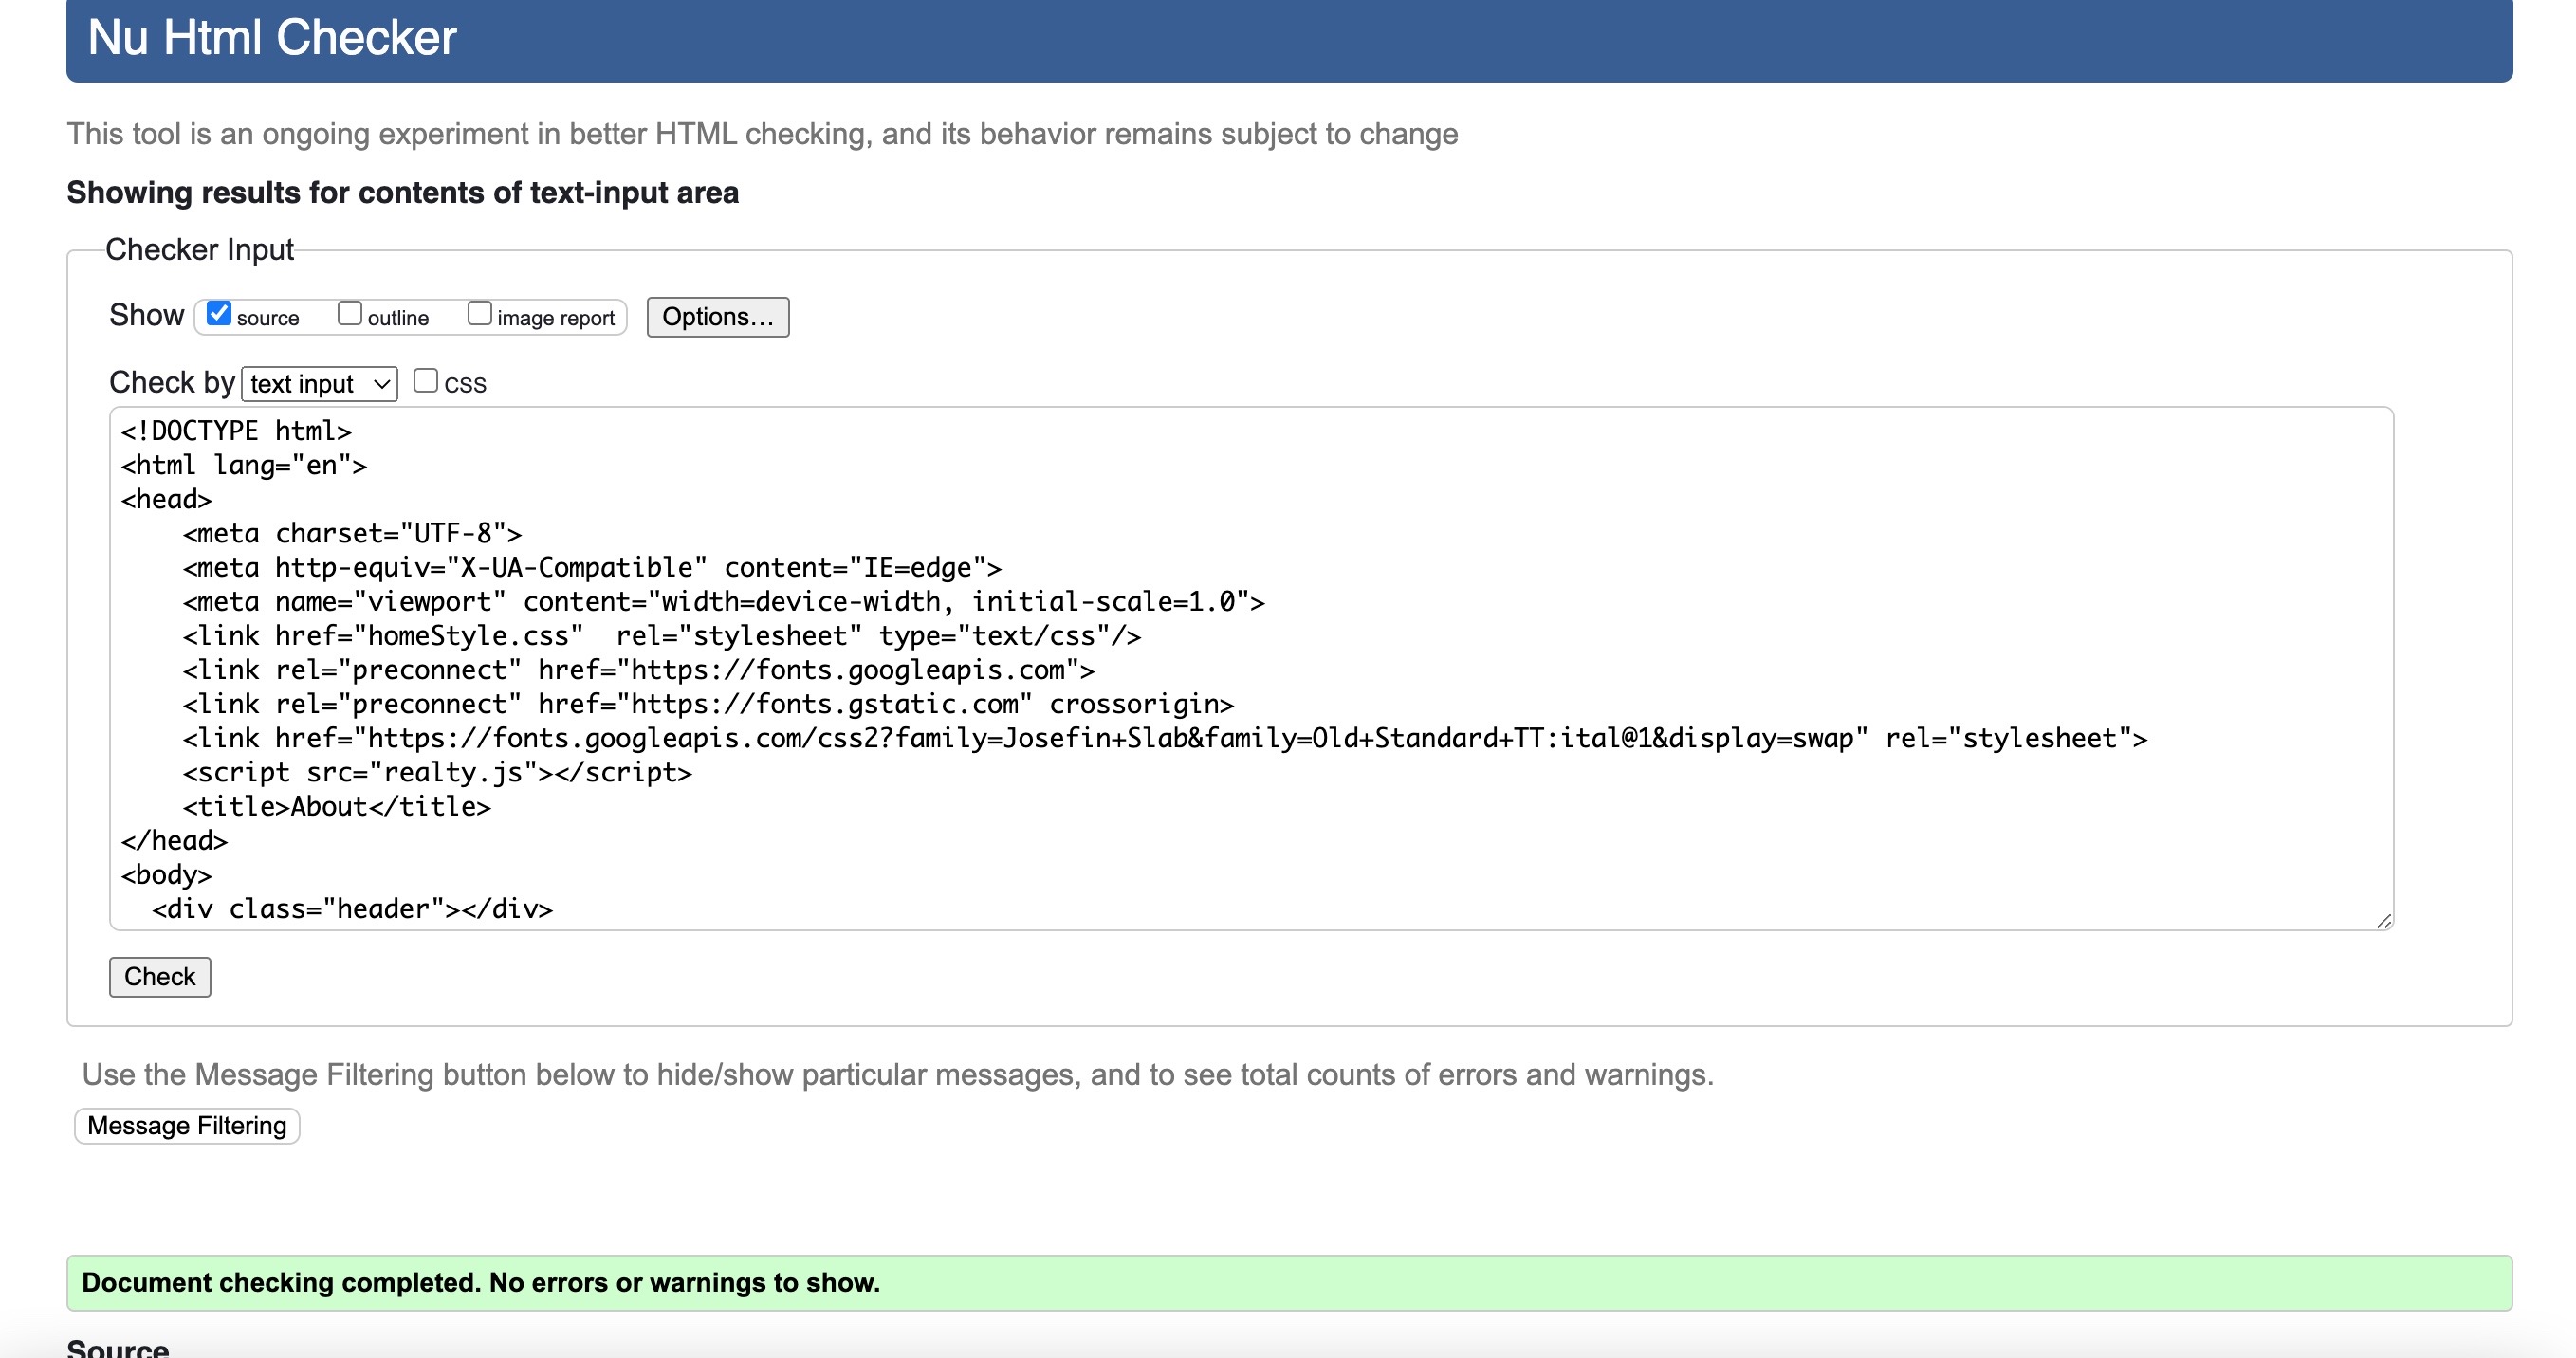 Nu Html Checker
This tool is an ongoing experiment in better HTML checking, and its behavior remains subject to change
Showing results for contents of text-input area
Checker Input
Show source outline image report Options...
Check by text input CSS
<!DOCTYPE html>
<html lang="en">
<head>
    <meta charset="UTF-8">
    <meta http-equiv="X-UA-Compatible" content="IE=edge">
    <meta name="viewport" content="width=device-width, initial-scale=1.0">
    <link href="homeStyle.css"  rel="stylesheet" type="text/css"/>
    <link rel="preconnect" href="https://fonts.googleapis.com">
    <link rel="preconnect" href="https://fonts.gstatic.com" crossorigin>
    <link href="https://fonts.googleapis.com/css2?family=Josefin+Slab&family=Old+Standard+TT:ital@1&display=swap" rel="stylesheet">
    <script src="realty.js"></script>
    <title>About</title>
</head>
<body>
  <div class="header"></div>
Check
Use the Message Filtering button below to hide/show particular messages, and to see total counts of errors and warnings.
Message Filtering
Document checking completed. No errors or warnings to show.
Source